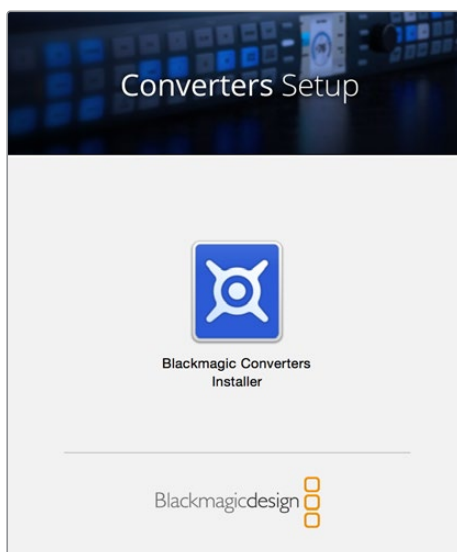 Converters Setup
Blackmagic Converters
Installer
Blackmagicdesign